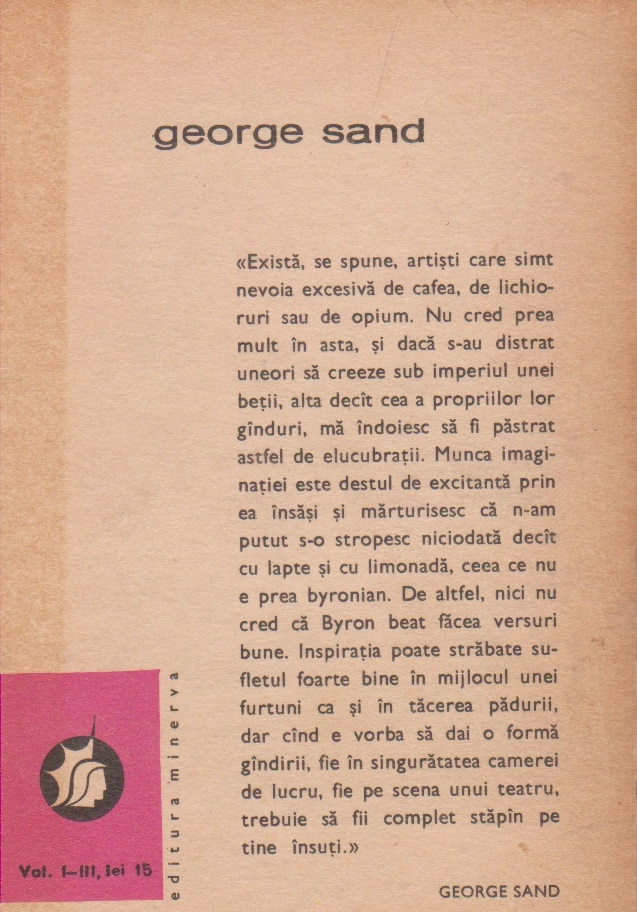 george sand
«Există, se spune, artiști care simt
nevoia excesivă de cafea, de lichio-
ruri sau de opium. Nu cred prea
mult în asta, și dacă s-au distrat
uneori să creeze sub imperiul unei
beții, alta decît cea a propriilor lor
gînduri, mă îndoiesc să fi păstrat
astfel de elucubrații. Munca imagi-
nației este destul de excitantă prin
ea însăși și mărturisesc că n-am
putut s-o stropesc niciodată decît
cu lapte și cu limonadă, ceea ce nu
e prea byronian. De altfel, nici nu
cred că Byron beat făcea versuri
bune. Inspirația poate străbate su-
fletul foarte bine în mijlocul unei
furtuni ca și în tăcerea pădurii,
dar cînd e vorba să dai o formă
gîndirii, fie în singurătatea camerei
de lucru, fie pe scena unui teatru,
trebuie să fii complet stăpîn pe
tine însuți.»
GEORGE SAND
editura minerva
Vol. I–III, lei 15